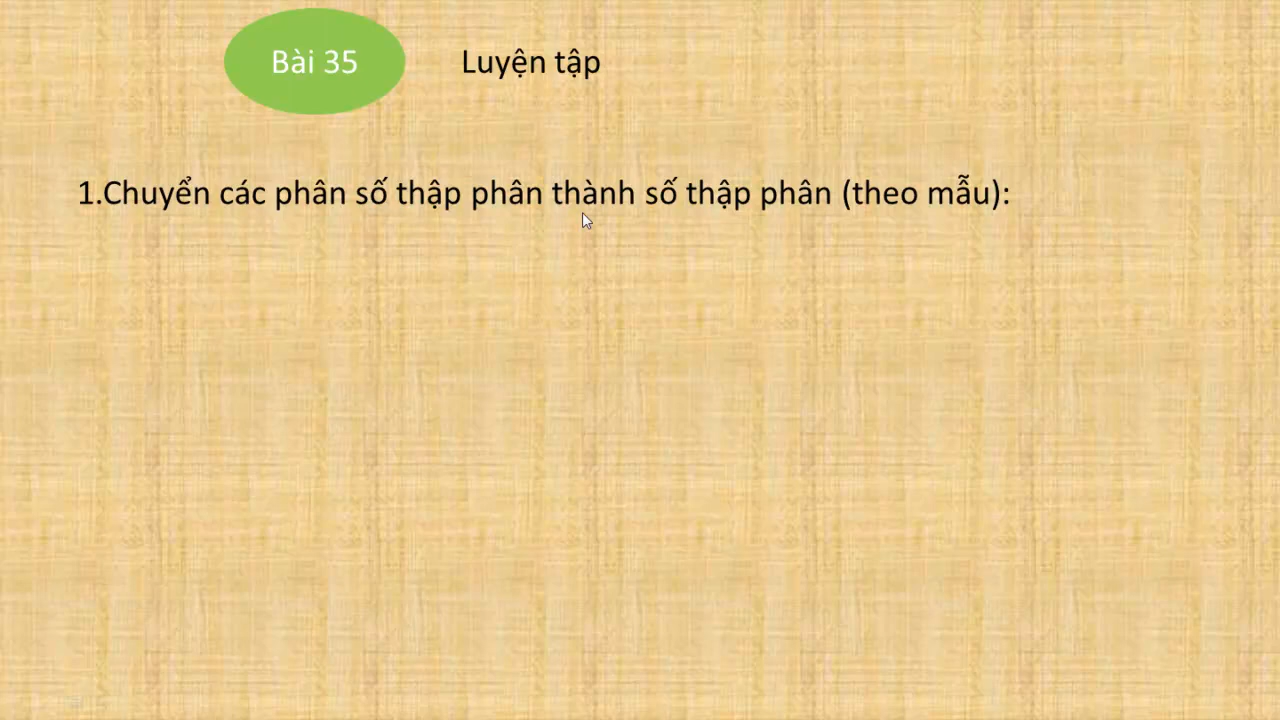 Bài 35
Luyện tập
1.Chuyển các phân số thập phân thành số thập phân (theo mẫu):